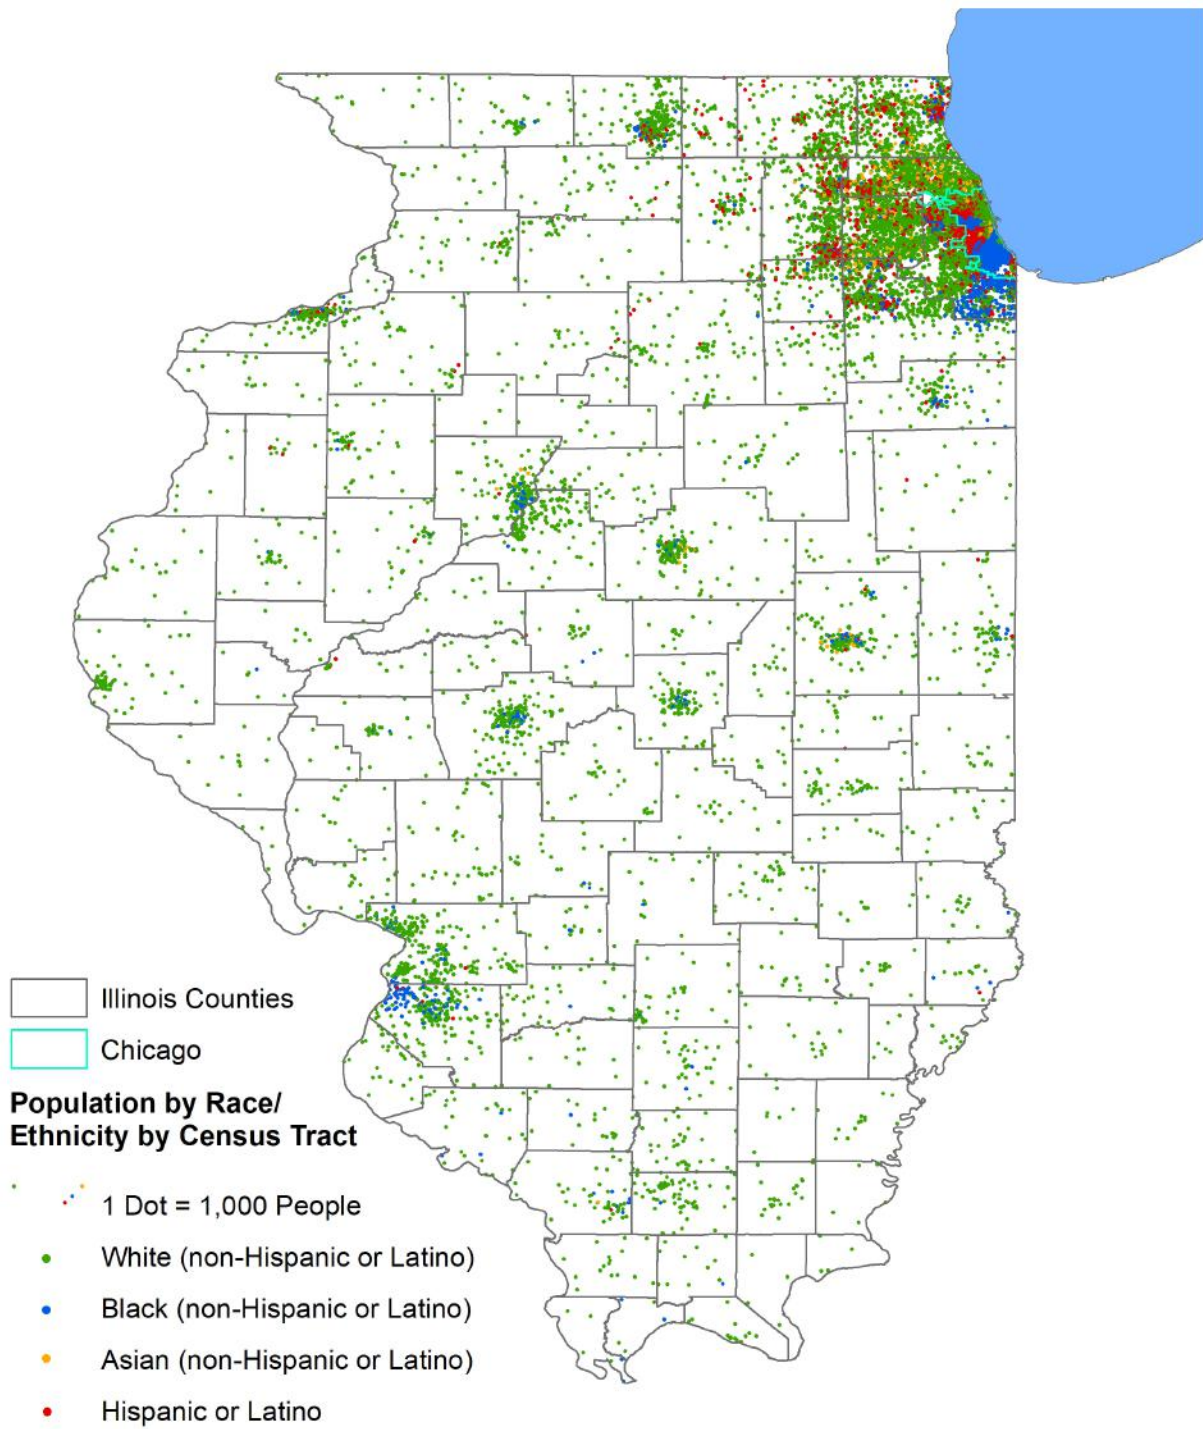 Illinois Counties
Chicago
Population by Race/
Ethnicity by Census Tract
1 Dot = 1,000 People
White (non-Hispanic or Latino)
Black (non-Hispanic or Latino)
Asian (non-Hispanic or Latino)
Hispanic or Latino